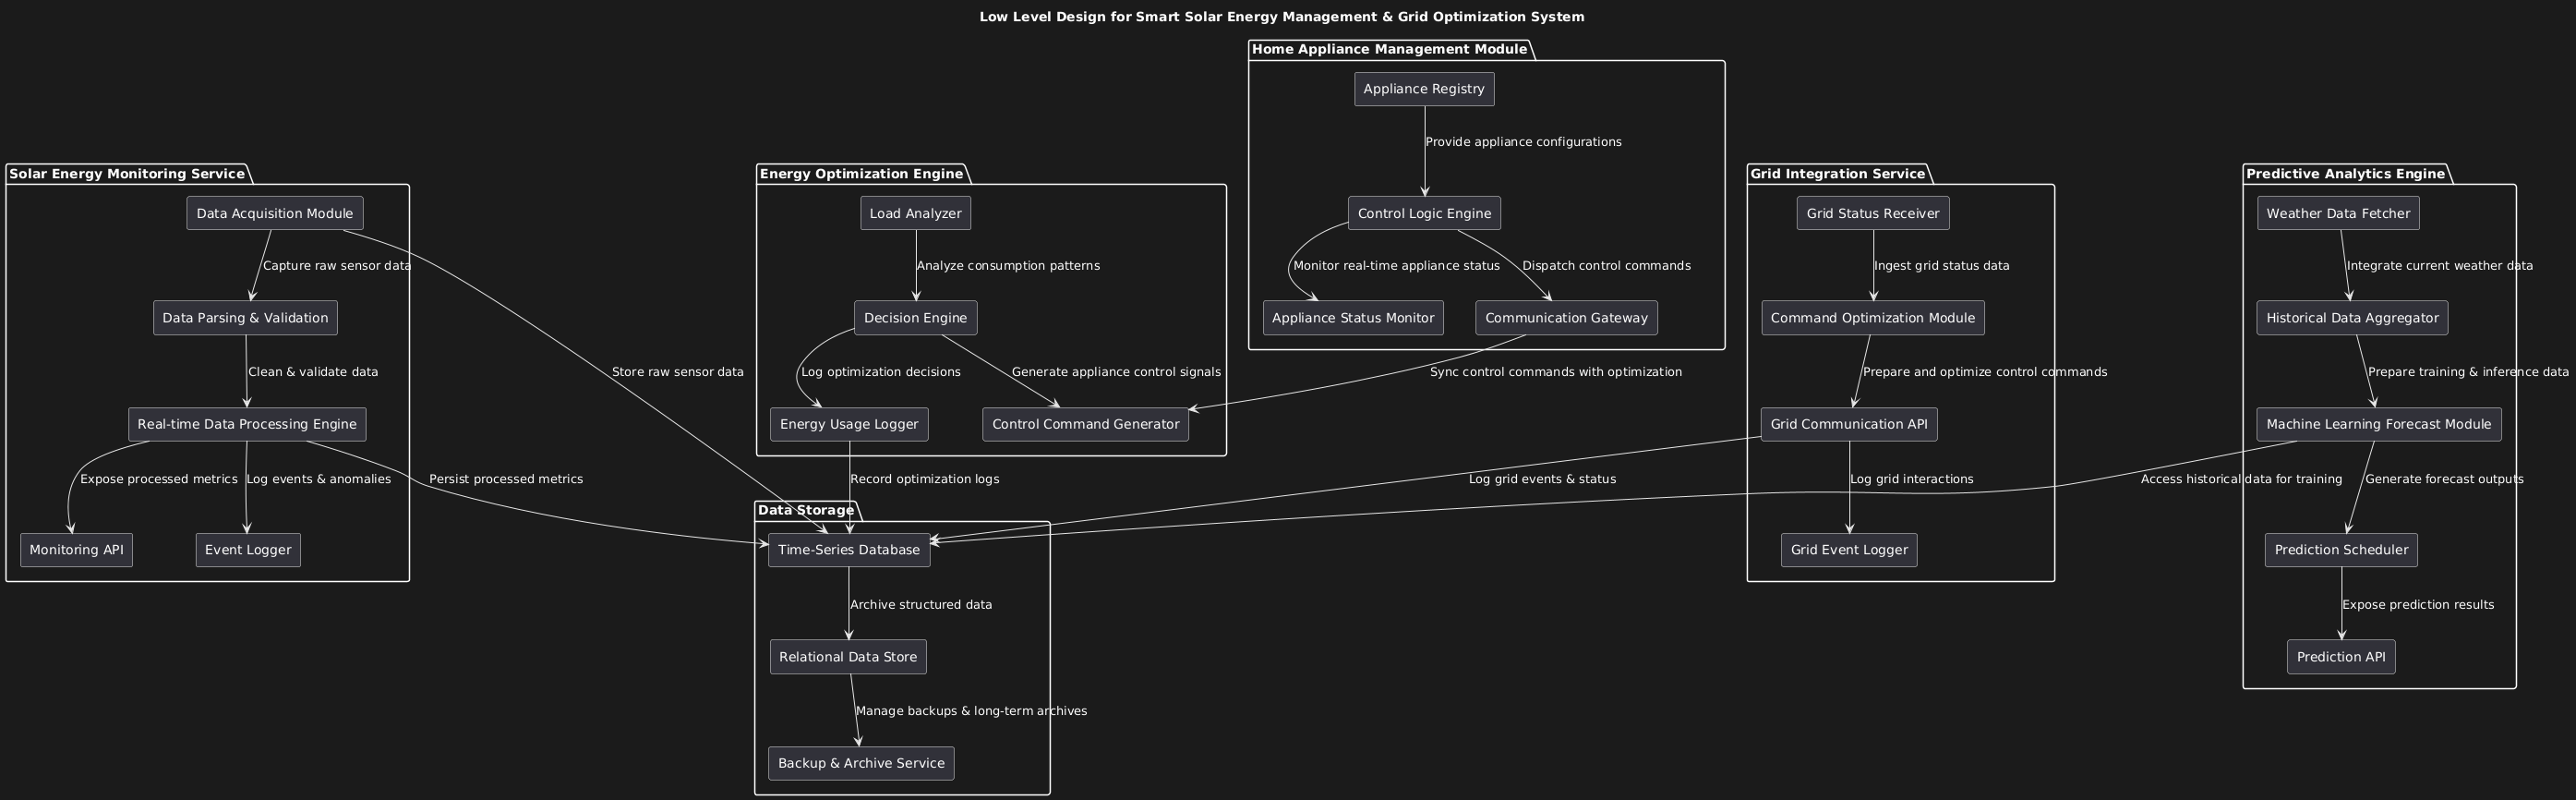 Low Level Design for Smart Solar Energy Management & Grid Optimization System
Home Appliance Management Module
Appliance Registry
Provide appliance configurations
Control Logic Engine
Monitor real-time appliance status
Dispatch control commands
Appliance Status Monitor
Communication Gateway
Sync control commands with optimization
Solar Energy Monitoring Service
Data Acquisition Module
Capture raw sensor data
Data Parsing & Validation
Clean & validate data
Store raw sensor data
Real-time Data Processing Engine
Expose processed metrics
Log events & anomalies
Persist processed metrics
Monitoring API
Event Logger
Energy Optimization Engine
Load Analyzer
Analyze consumption patterns
Decision Engine
Log optimization decisions
Generate appliance control signals
Energy Usage Logger
Control Command Generator
Record optimization logs
Data Storage
Time-Series Database
Archive structured data
Relational Data Store
Manage backups & long-term archives
Backup & Archive Service
Grid Integration Service
Grid Status Receiver
Ingest grid status data
Command Optimization Module
Prepare and optimize control commands
Grid Communication API
Log grid events & status
Log grid interactions
Grid Event Logger
Predictive Analytics Engine
Weather Data Fetcher
Integrate current weather data
Historical Data Aggregator
Prepare training & inference data
Machine Learning Forecast Module
Access historical data for training
Generate forecast outputs
Prediction Scheduler
Expose prediction results
Prediction API